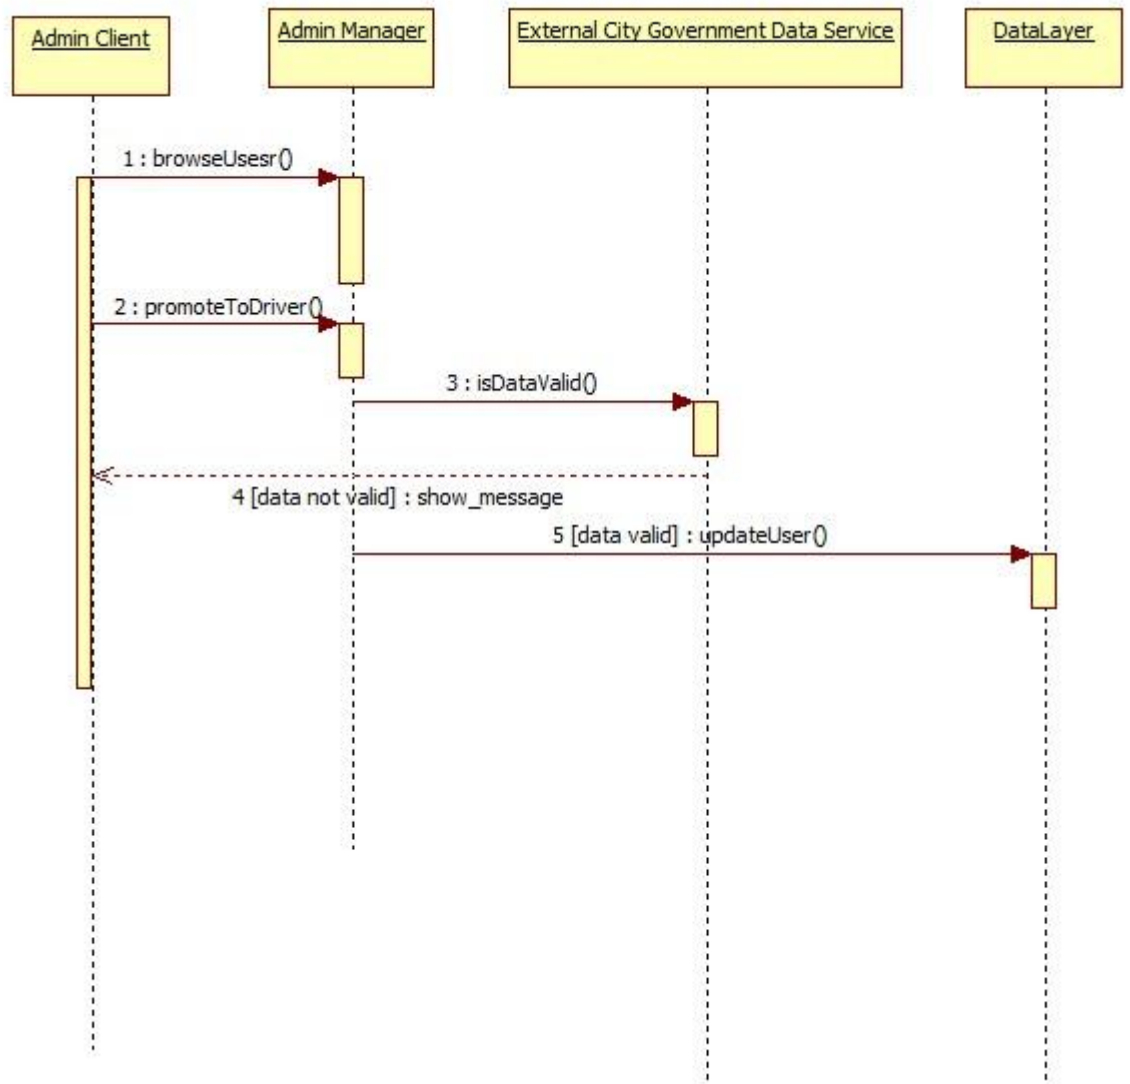 Admin Client
Admin Manager
External City Government Data Service
DataLayer
1 : browseUsesr()
2 : promoteToDriver()
3 : isDataValid()
4 [data not valid] : show_message
5 [data valid] : updateUser()